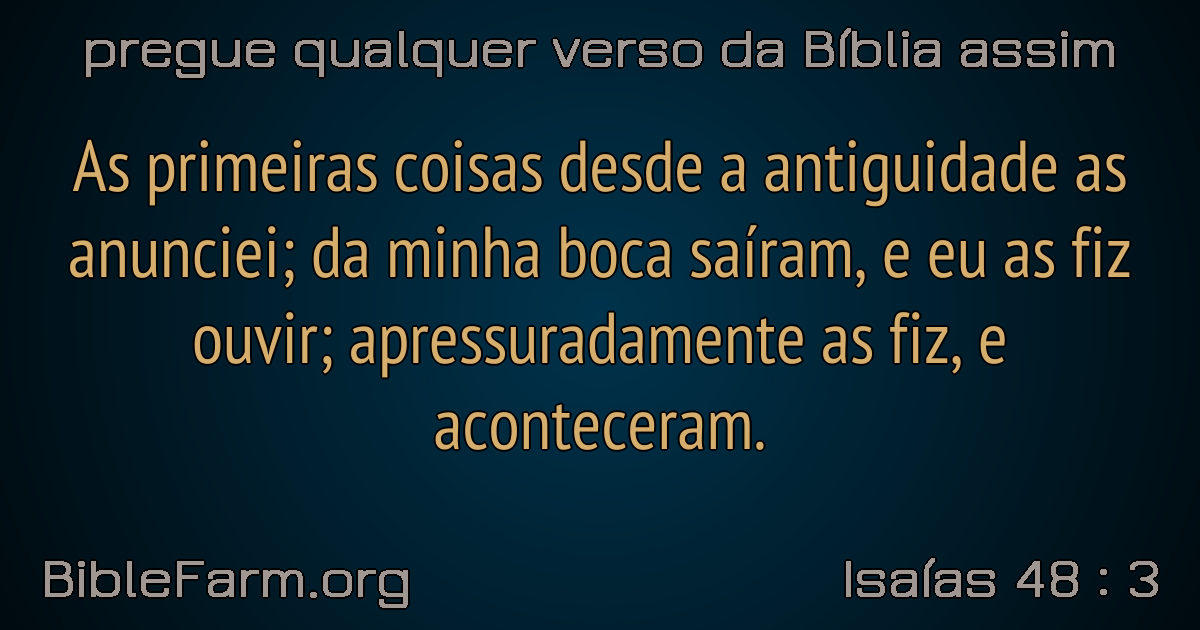 pregue qualquer verso da Bíblia assim
As primeiras coisas desde a antiguidade as
anunciei; da minha boca saíram, e eu as fiz
ouvir; apressuradamente as fiz, e
aconteceram.
BibleFarm.org
Isaías 48 : 3